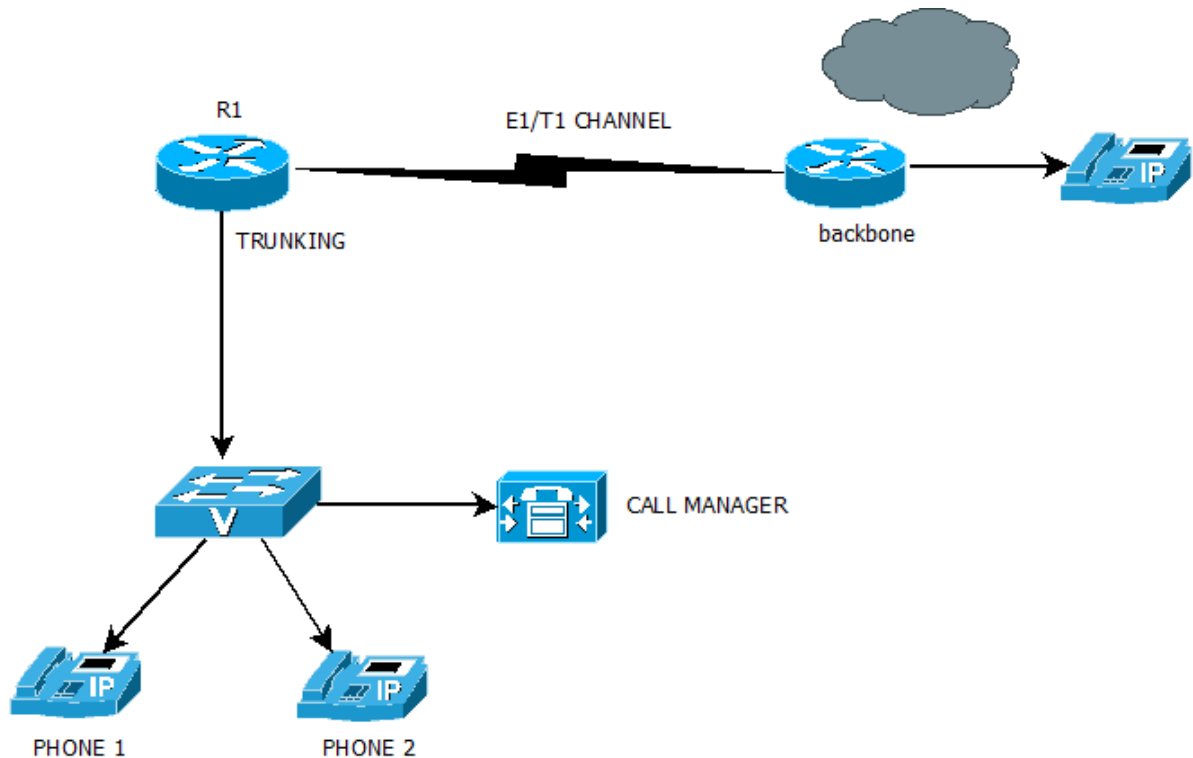 R1
E1/T1 CHANNEL
IP
backbone
TRUNKING
V
CALL MANAGER
IP
IP
PHONE 1
PHONE 2